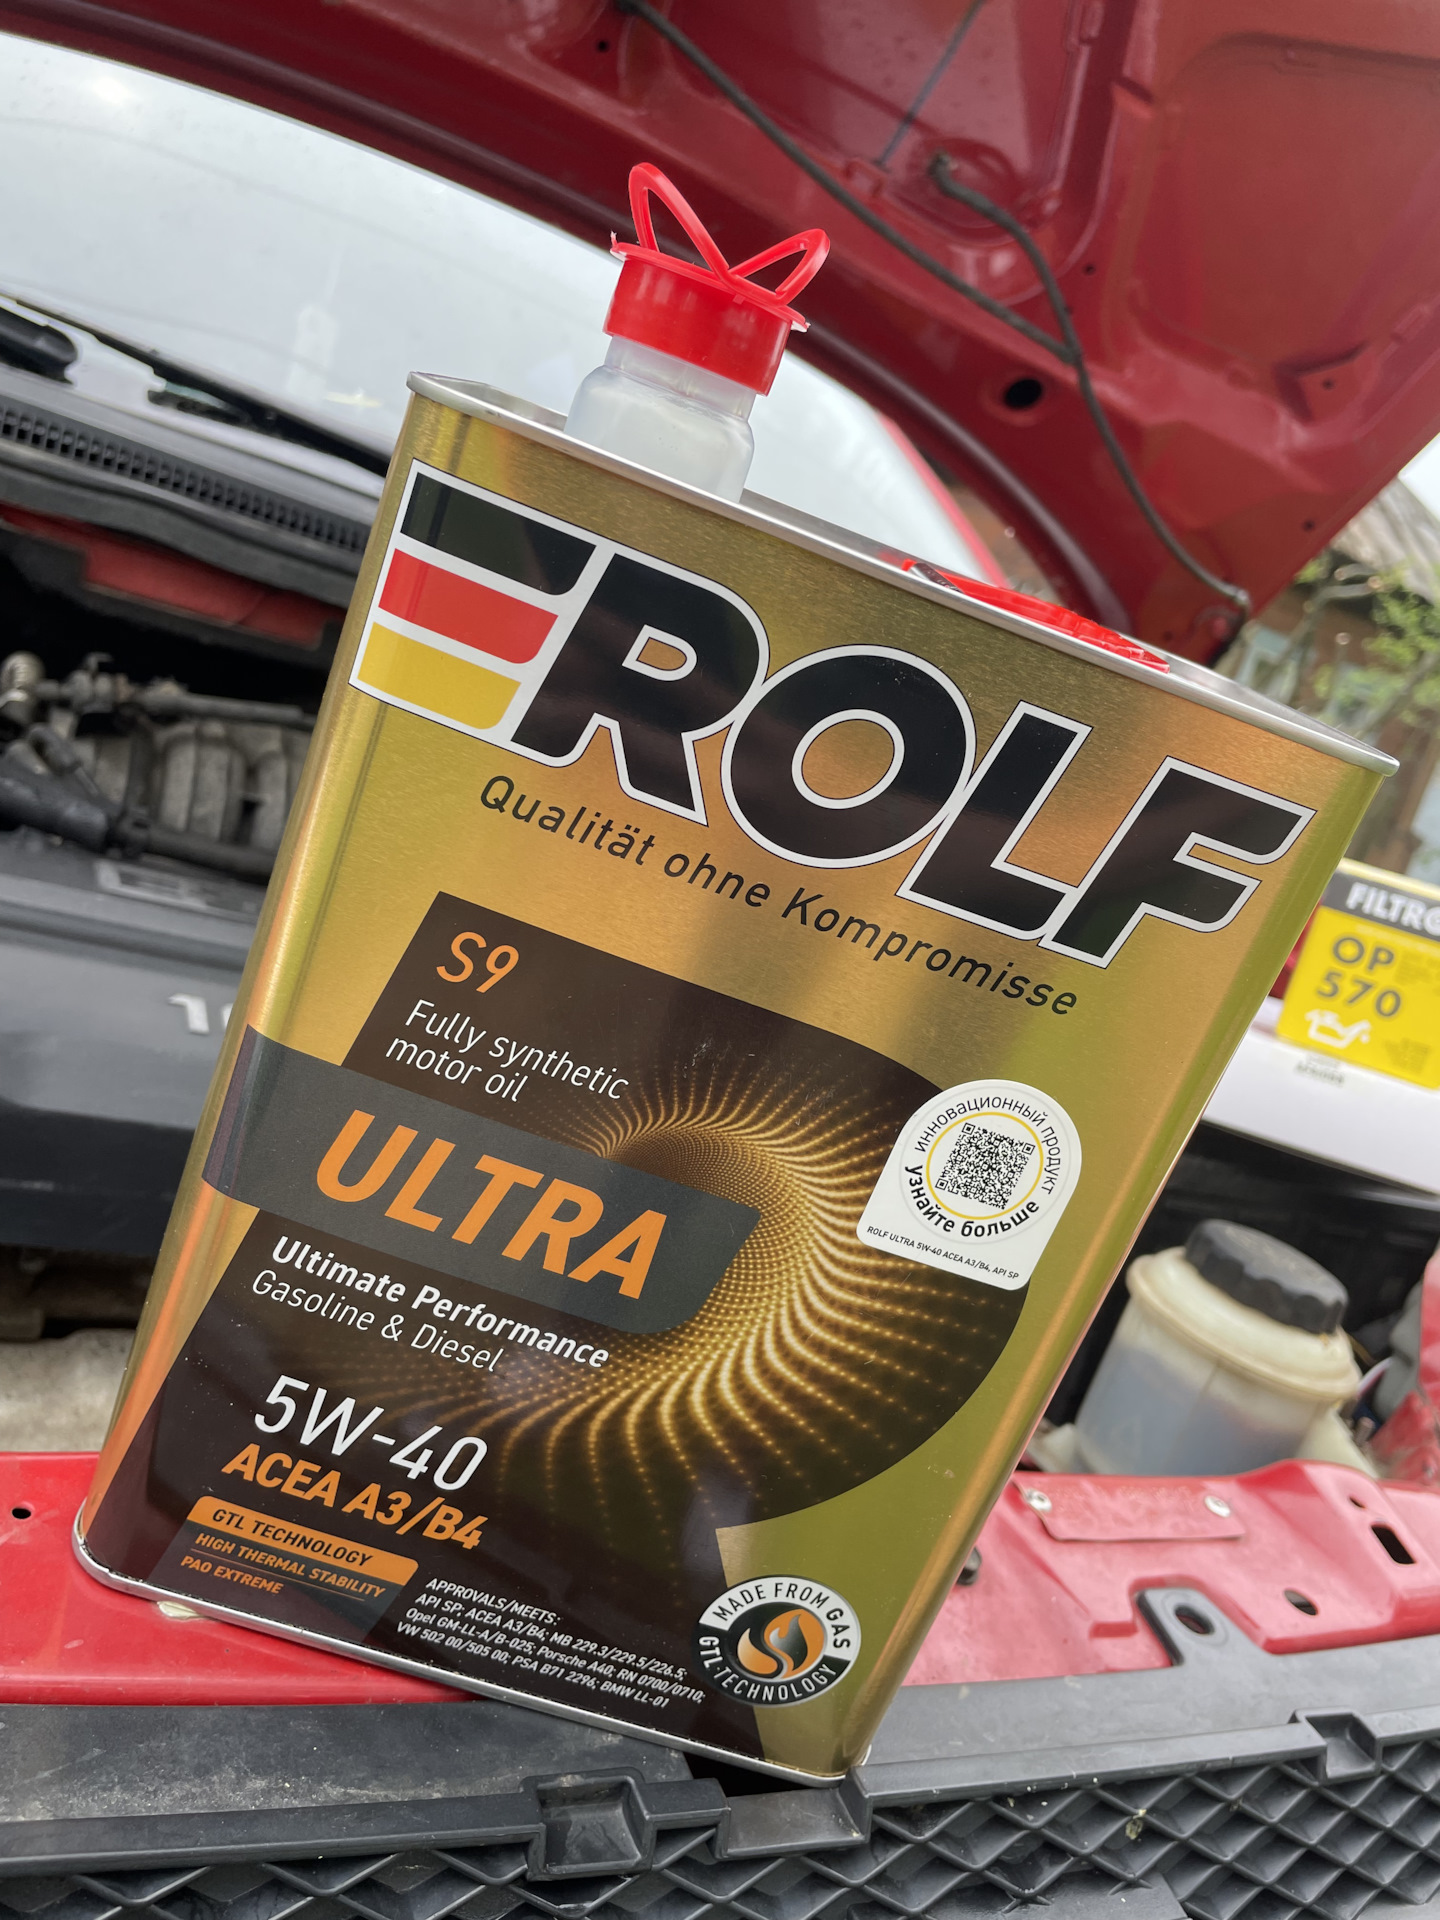 ROLF
Qualität ohne Kompromisse
S9
Fully synthetic
motor oil
ULTRA
Ultimate Performance
Gasoline & Diesel
5W-40
ACEA A3/B4
GTL TECHNOLOGY
HIGH THERMAL STABILITY
PAO EXTREME
APPROVALS/MEETS:
API SP; ACEA A3/B4; MB 229.3/229.5/226.5;
Opel GM-LL-A/B-025; Porsche A40; RN 0700/0710;
VW 502 00/505 00; PSA B71 2296; BMW LL-01
MADE FROM GAS
GTL-TECHNOLOGY
инновационный продукт
узнайте больше
ROLF ULTRA 5W-40 ACEA A3/B4, API SP
OP
570